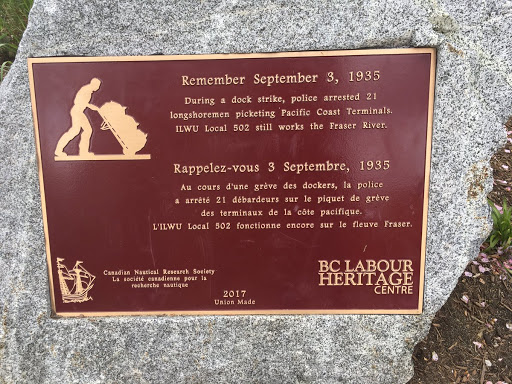 Remember September 3, 1935
During a dock strike, police arrested 21
longshoremen picketing Pacific Coast Terminals.
ILWU Local 502 still works the Fraser River.
Rappelez-vous 3 Septembre, 1935
Au cours d'une grève des dockers, la police
a arrêté 21 débardeurs sur le piquet de grève
des terminaux de la côte pacifique.
L'ILWU Local 502 fonctionne encore sur le fleuve Fraser.
Canadian Nautical Research Society
La société canadienne pour la
recherche nautique
2017
Union Made
BC LABOUR
HERITAGE
CENTRE